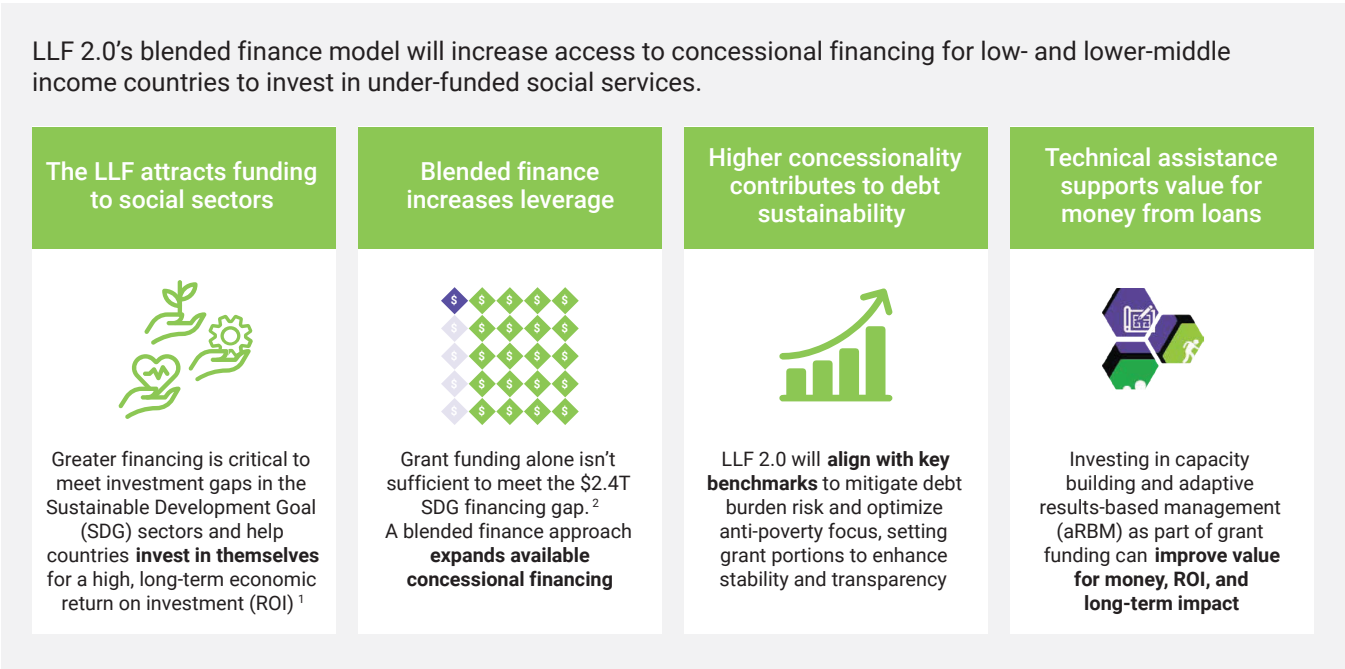 LLF 2.0's blended finance model will increase access to concessional financing for low- and lower-middle
income countries to invest in under-funded social services.
The LLF attracts funding
to social sectors
Greater financing is critical to
meet investment gaps in the
Sustainable Development Goal
(SDG) sectors and help
countries invest in themselves
for a high, long-term economic
return on investment (ROI) 1
Blended finance
increases leverage
$ $ $ $ $
$ $ $ $ $
$ $ $ $ $
$ $ $ $ $
$ $ $ $ $
Grant funding alone isn't
sufficient to meet the $2.4T
SDG financing gap. 2
A blended finance approach
expands available
concessional financing
Higher concessionality
contributes to debt
sustainability
LLF 2.0 will align with key
benchmarks to mitigate debt
burden risk and optimize
anti-poverty focus, setting
grant portions to enhance
stability and transparency
Technical assistance
supports value for
money from loans
Investing in capacity
building and adaptive
results-based management
(aRBM) as part of grant
funding can improve value
for money, ROI, and
long-term impact